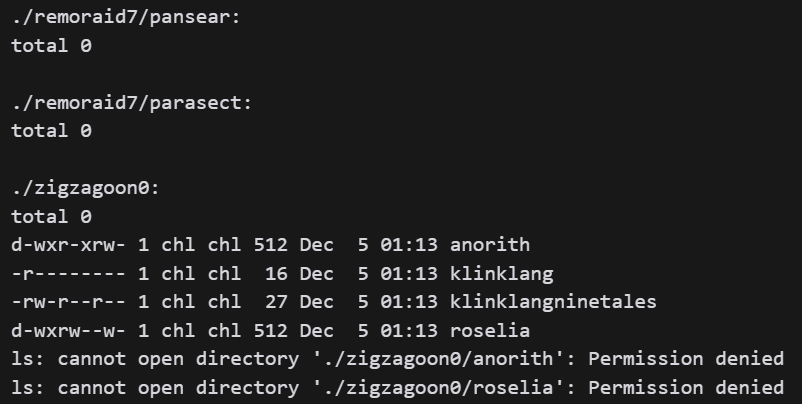 ./remoraid7/pansear:
total 0
./remoraid7/parasect:
total 0
./zigzagoon0:
total 0
d-wxr-xrw- 1 chl chl 512 Dec  5 01:13 anorith
-r-------- 1 chl chl  16 Dec  5 01:13 klinklang
-rw-r--r-- 1 chl chl  27 Dec  5 01:13 klinklangninetales
d-wxrw--w- 1 chl chl 512 Dec  5 01:13 roselia
ls: cannot open directory './zigzagoon0/anorith': Permission denied
ls: cannot open directory './zigzagoon0/roselia': Permission denied